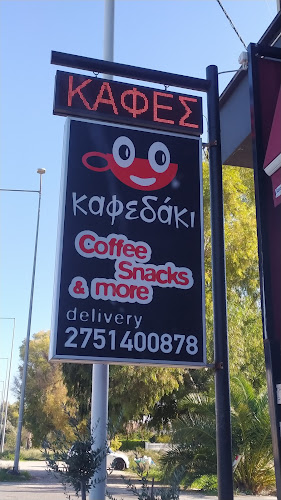 ΚΑΦΕΣ
καφεδάκι
Coffee
Snacks
& more
delivery
2751400878